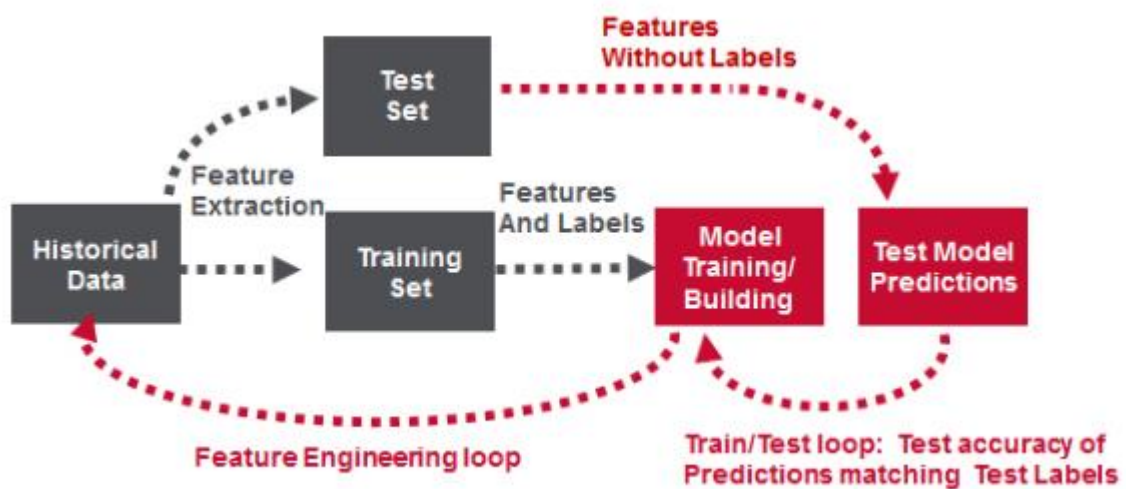 Features
Without Labels
Test
Set
Feature
Extraction
Features
And Labels
Historical
Data
Training
Set
Model
Training/
Building
Test Model
Predictions
Feature Engineering loop
Train/Test loop: Test accuracy of
Predictions matching Test Labels